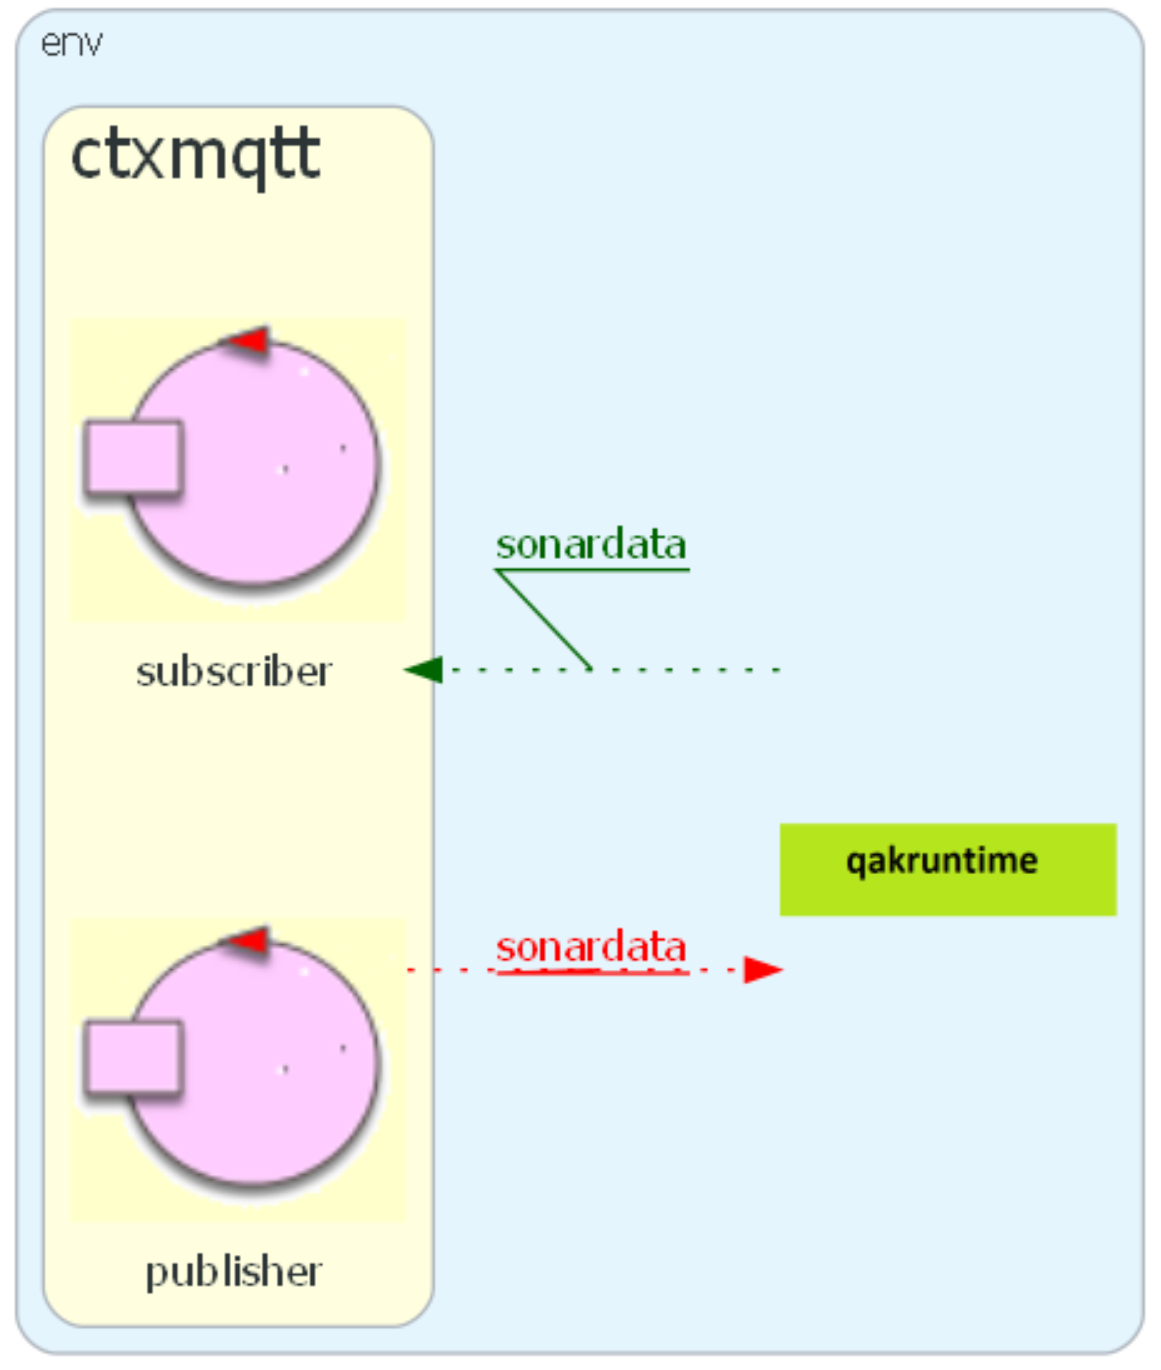 env
ctxmqtt
sonardata
subscriber
qakruntime
sonardata
publisher